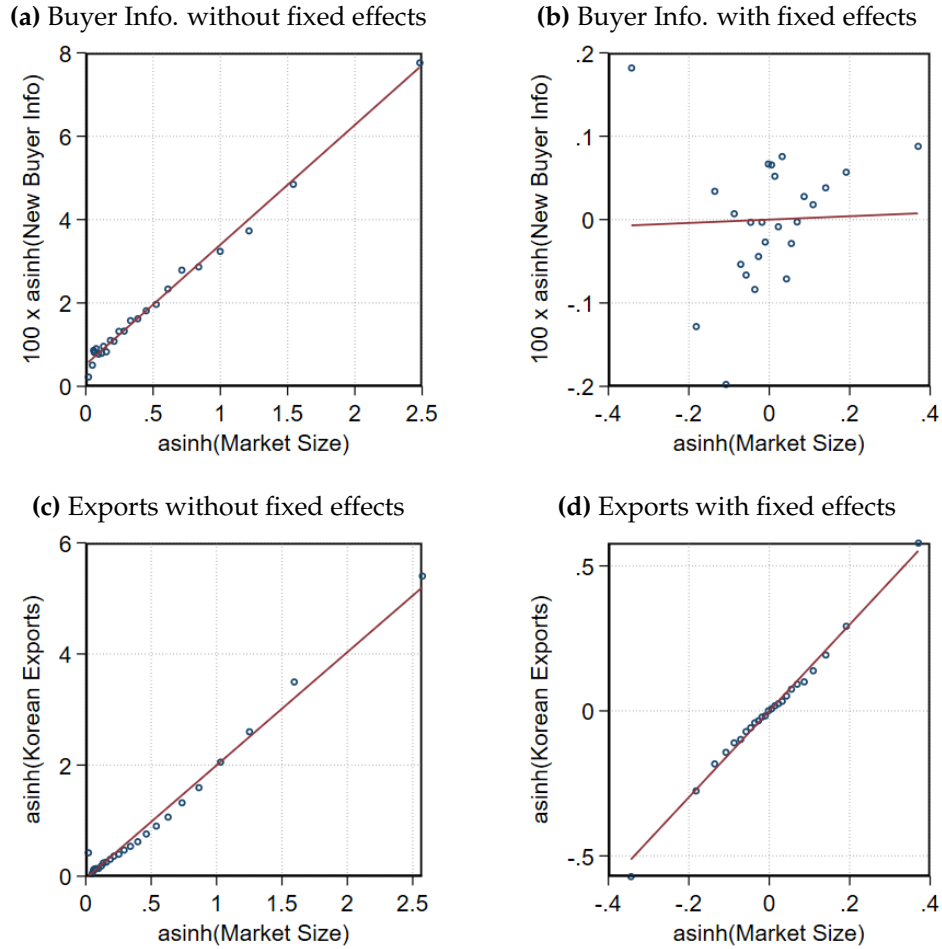 (a) Buyer Info. without fixed effects
100 x asinh(New Buyer Info)
8
6
4
2
0
0 .5 1 1.5 2 2.5
asinh(Market Size)
(b) Buyer Info. with fixed effects
100 x asinh(New Buyer Info)
.2
.1
0
-.1
-.2
-.4 -.2 0 .2 .4
asinh(Market Size)
(c) Exports without fixed effects
asinh(Korean Exports)
6
4
2
0
0 .5 1 1.5 2 2.5
asinh(Market Size)
(d) Exports with fixed effects
asinh(Korean Exports)
.5
0
-.5
-.4 -.2 0 .2 .4
asinh(Market Size)